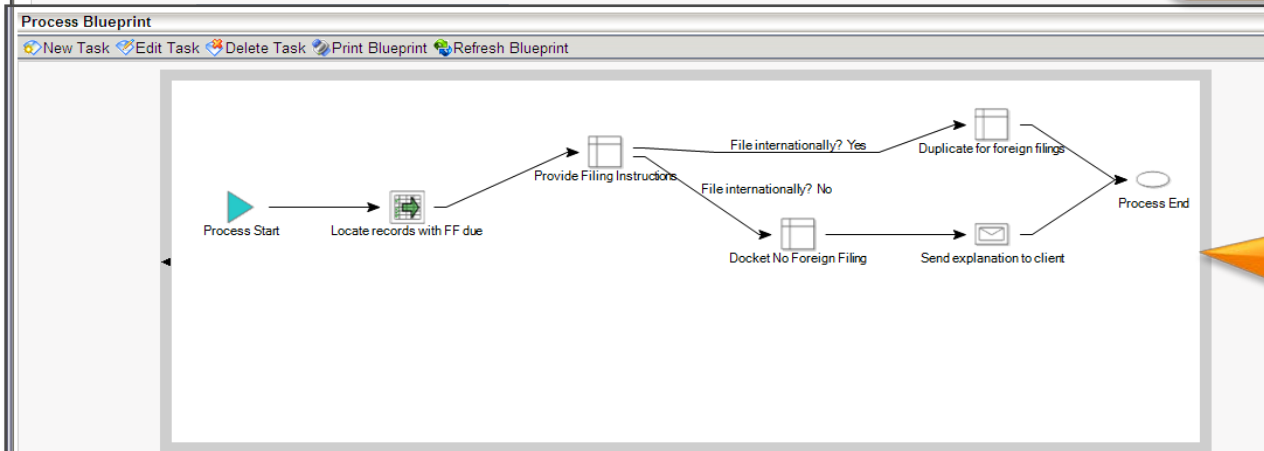 Process Blueprint
New Task Edit Task Delete Task Print Blueprint Refresh Blueprint
File internationally? Yes
Duplicate for foreign filings
Provide Filing Instructions
File internationally? No
Process End
Process Start
Locate records with FF due
Docket No Foreign Filing
Send explanation to client